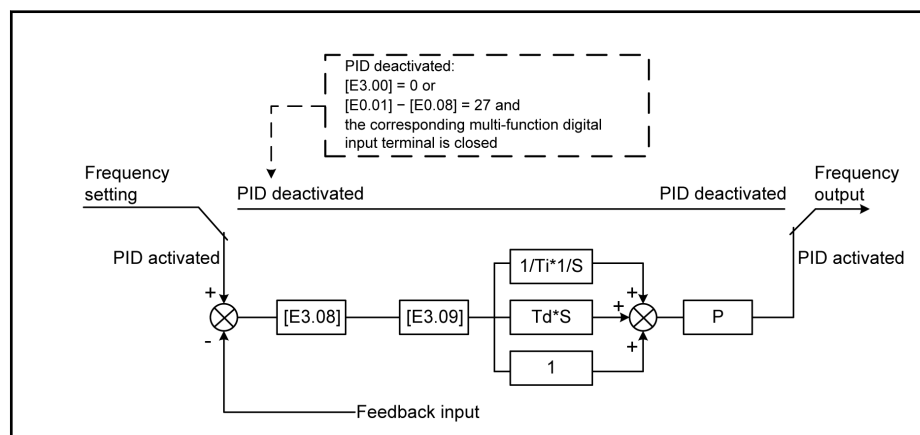 PID deactivated:
[E3.00] = 0 or
[E0.01] − [E0.08] = 27 and
the corresponding multi-function digital
input terminal is closed
Frequency
setting
PID deactivated
PID deactivated
Frequency
output
PID activated
PID activated
1/Ti*1/S
+
+
[E3.08]
[E3.09]
Td*S
+
P
-
+
1
Feedback input